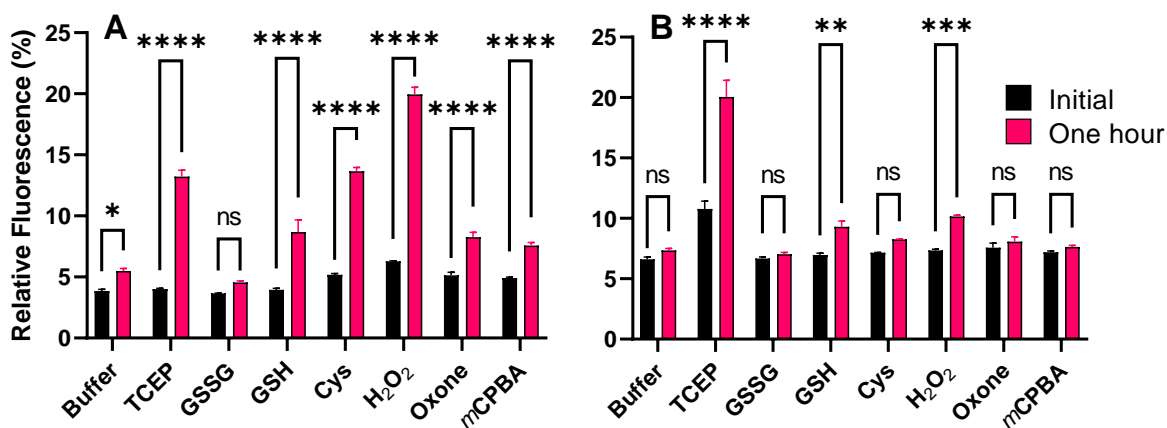 A
Relative Fluorescence (%)
25
20
15
10
5
0
*
****
ns
****
****
****
****
****
Buffer
TCEP
GSSG
GSH
Cys
H₂O₂
Oxone
mCPBA
B
25
20
15
10
5
0
ns
****
ns
**
ns
***
ns
ns
Buffer
TCEP
GSSG
GSH
Cys
H₂O₂
Oxone
mCPBA
Initial
One hour